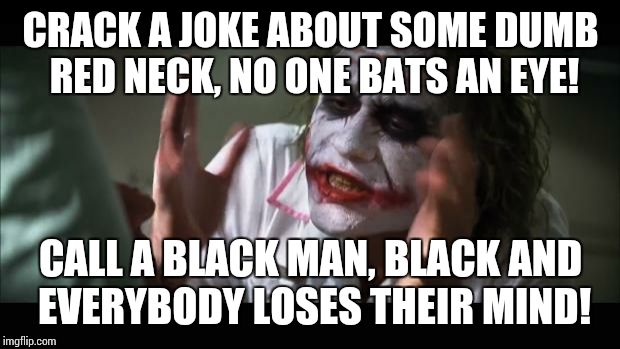 CRACK A JOKE ABOUT SOME DUMB
RED NECK, NO ONE BATS AN EYE!
CALL A BLACK MAN, BLACK AND
EVERYBODY LOSES THEIR MIND!
imgflip.com